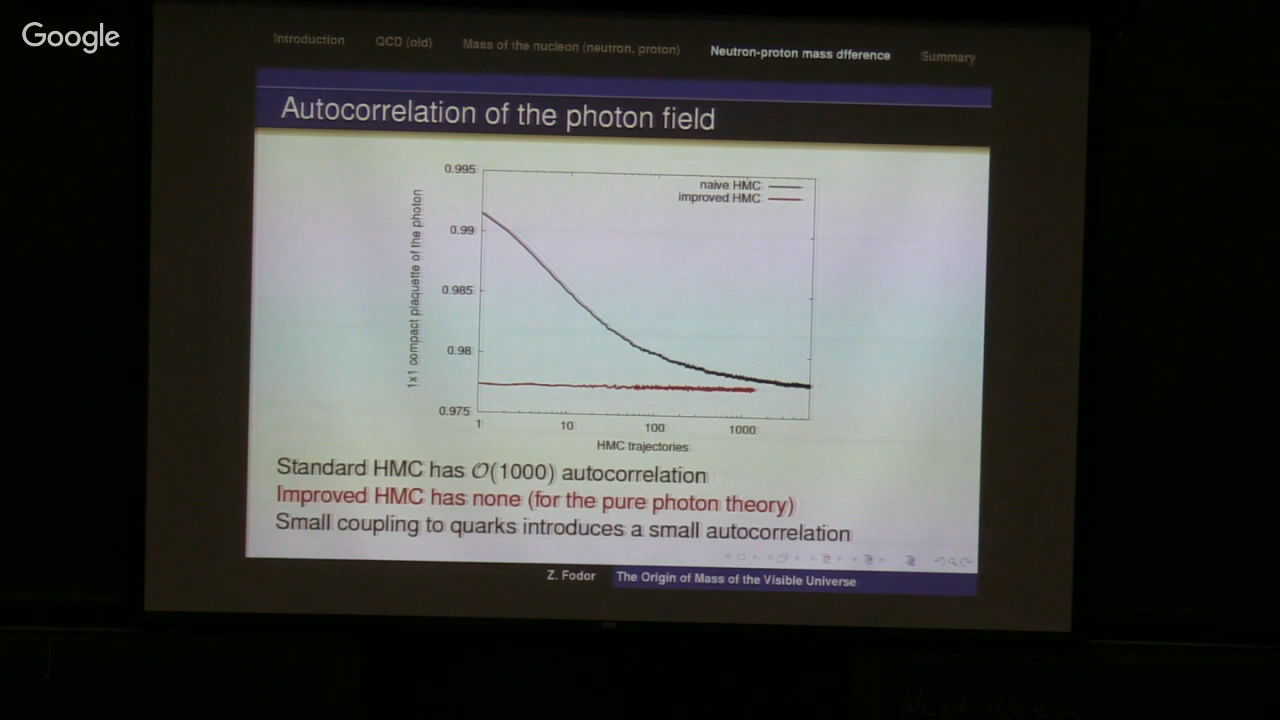 Google
Introduction QCD (old) Mass of the nucleon (neutron, proton) Neutron-proton mass dfference Summary
Autocorrelation of the photon field
0.995
0.99
0.985
0.98
0.975
1x1 compact plaquette of the photon
naive HMC
improved HMC
1 10 100 1000
HMC trajectories
Standard HMC has 𝒪(1000) autocorrelation
Improved HMC has none (for the pure photon theory)
Small coupling to quarks introduces a small autocorrelation
Z. Fodor The Origin of Mass of the Visible Universe